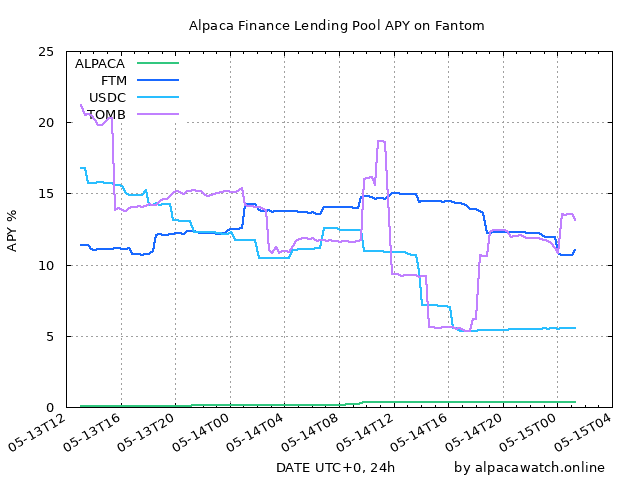 Alpaca Finance Lending Pool APY on Fantom
25
20
15
10
5
0
APY %
ALPACA
FTM
USDC
TOMB
05-13T12
05-13T16
05-13T20
05-14T00
05-14T04
05-14T08
05-14T12
05-14T16
05-14T20
05-15T00
05-15T04
DATE UTC+0, 24h
by alpacawatch.online